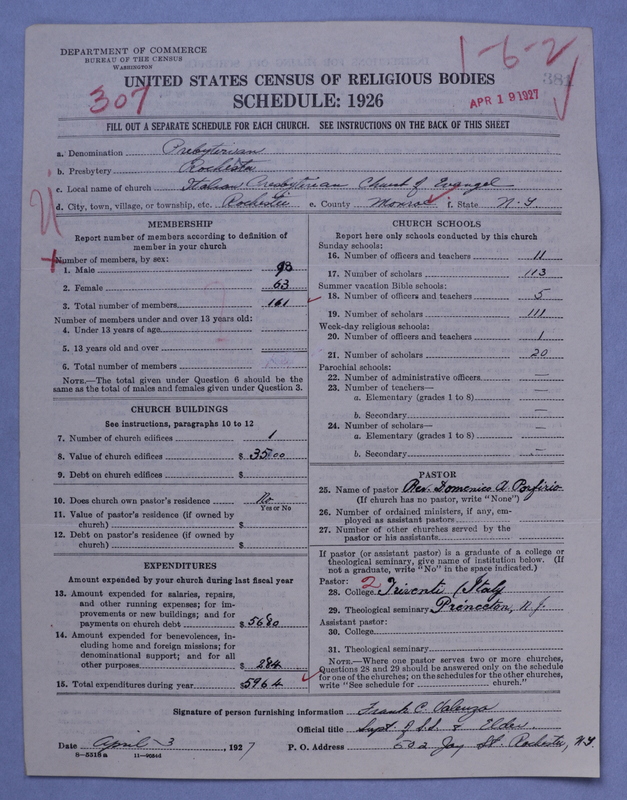 DEPARTMENT OF COMMERCE
BUREAU OF THE CENSUS
WASHINGTON
1-6-2
381
307
UNITED STATES CENSUS OF RELIGIOUS BODIES
SCHEDULE: 1926
APR 19 1927
FILL OUT A SEPARATE SCHEDULE FOR EACH CHURCH. SEE INSTRUCTIONS ON THE BACK OF THIS SHEET
a. Denomination Presbyterian
b. Presbytery Rochester
c. Local name of church Italian Presbyterian Church of Evangel
d. City, town, village, or township, etc. Rochester e. County Monroe f. State N.Y
MEMBERSHIP
Report number of members according to definition of
member in your church
Number of members, by sex:
1. Male 98
2. Female 63
3. Total number of members 161
Number of members under and over 13 years old:
4. Under 13 years of age
5. 13 years old and over
6. Total number of members
NOTE.—The total given under Question 6 should be the
same as the total of males and females given under Question 3.
CHURCH BUILDINGS
See instructions, paragraphs 10 to 12
7. Number of church edifices 1
8. Value of church edifices $ 35000
9. Debt on church edifices $
10. Does church own pastor's residence No
Yes or No
11. Value of pastor's residence (if owned by
church) $
12. Debt on pastor's residence (if owned by
church) $
EXPENDITURES
Amount expended by your church during last fiscal year
13. Amount expended for salaries, repairs,
and other running expenses; for im-
provements or new buildings; and for
payments on church debt $ 5680
14. Amount expended for benevolences, in-
cluding home and foreign missions; for
denominational support; and for all
other purposes 284
15. Total expenditures during year $ 5964
CHURCH SCHOOLS
Report here only schools conducted by this church
Sunday schools:
16. Number of officers and teachers 11
17. Number of scholars 113
Summer vacation Bible schools:
18. Number of officers and teachers 5
19. Number of scholars 111
Week-day religious schools:
20. Number of officers and teachers 1
21. Number of scholars 20
Parochial schools:
22. Number of administrative officers —
23. Number of teachers—
a. Elementary (grades 1 to 8) —
b. Secondary —
24. Number of scholars—
a. Elementary (grades 1 to 8) —
b. Secondary —
PASTOR
25. Name of pastor Rev. Domenico A. Porfirio
(If church has no pastor, write "None")
26. Number of ordained ministers, if any, em-
ployed as assistant pastors
27. Number of other churches served by the
pastor or his assistants
If pastor (or assistant pastor) is a graduate of a college or
theological seminary, give name of institution below. (If
not a graduate, write "No" in the space indicated.)
Pastor: 2
28. College Trivento / Italy
29. Theological seminary Princeton, N.J.
Assistant pastor:
30. College
31. Theological seminary
NOTE.—Where one pastor serves two or more churches,
Questions 28 and 29 should be answered only on the schedule
for one of the churches; on the schedules for the other churches,
write "See schedule for church."
Signature of person furnishing information Frank C. Valenza
Official title Supt. of S.S. & Elder
Date April 3, 1927 P. O. Address 502 Jay St. Rochester, N.Y.
8—5318a 11—9054d